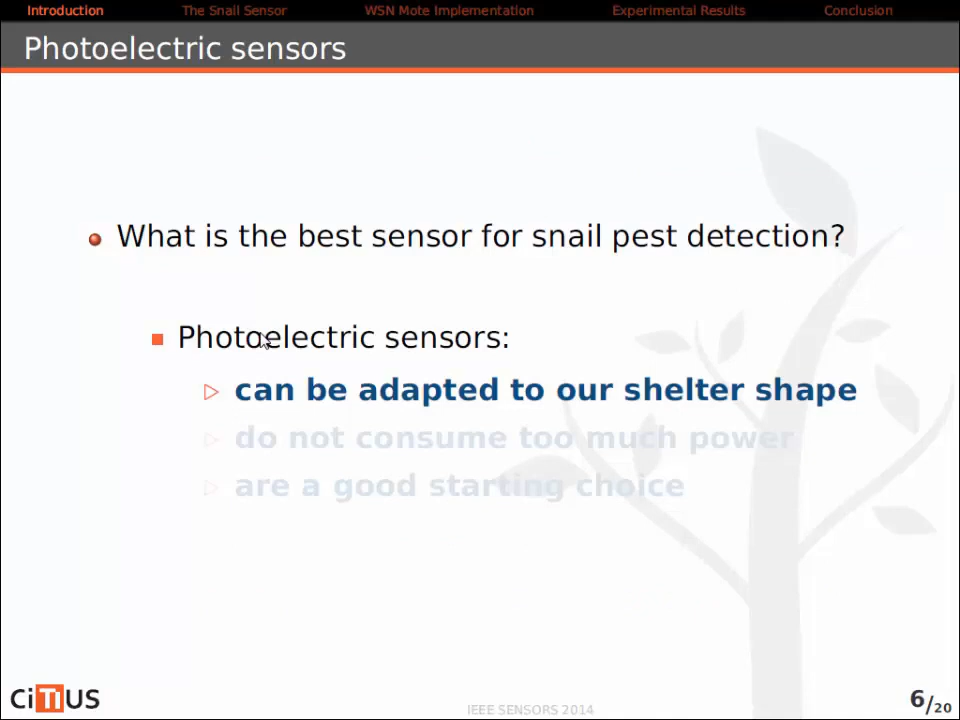 Introduction The Snail Sensor WSN Mote Implementation Experimental Results Conclusion
Photoelectric sensors
What is the best sensor for snail pest detection?
Photoelectric sensors:
can be adapted to our shelter shape
do not consume too much power
are a good starting choice
CiTIUS
IEEE SENSORS 2014
6/20